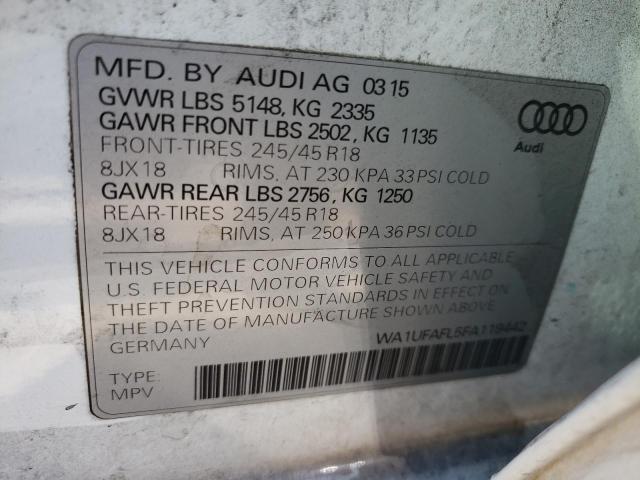 MFD. BY AUDI AG 03 15
GVWR LBS 5148, KG 2335
GAWR FRONT LBS 2502, KG 1135
FRONT-TIRES 245/45 R18
8JX18 RIMS, AT 230 KPA 33 PSI COLD
GAWR REAR LBS 2756, KG 1250
REAR-TIRES 245/45 R18
8JX18 RIMS, AT 250 KPA 36 PSI COLD
Audi
THIS VEHICLE CONFORMS TO ALL APPLICABLE
U.S. FEDERAL MOTOR VEHICLE SAFETY AND
THEFT PREVENTION STANDARDS IN EFFECT ON
THE DATE OF MANUFACTURE SHOWN ABOVE
GERMANY
WA1UFAFL5FA119442
TYPE:
MPV